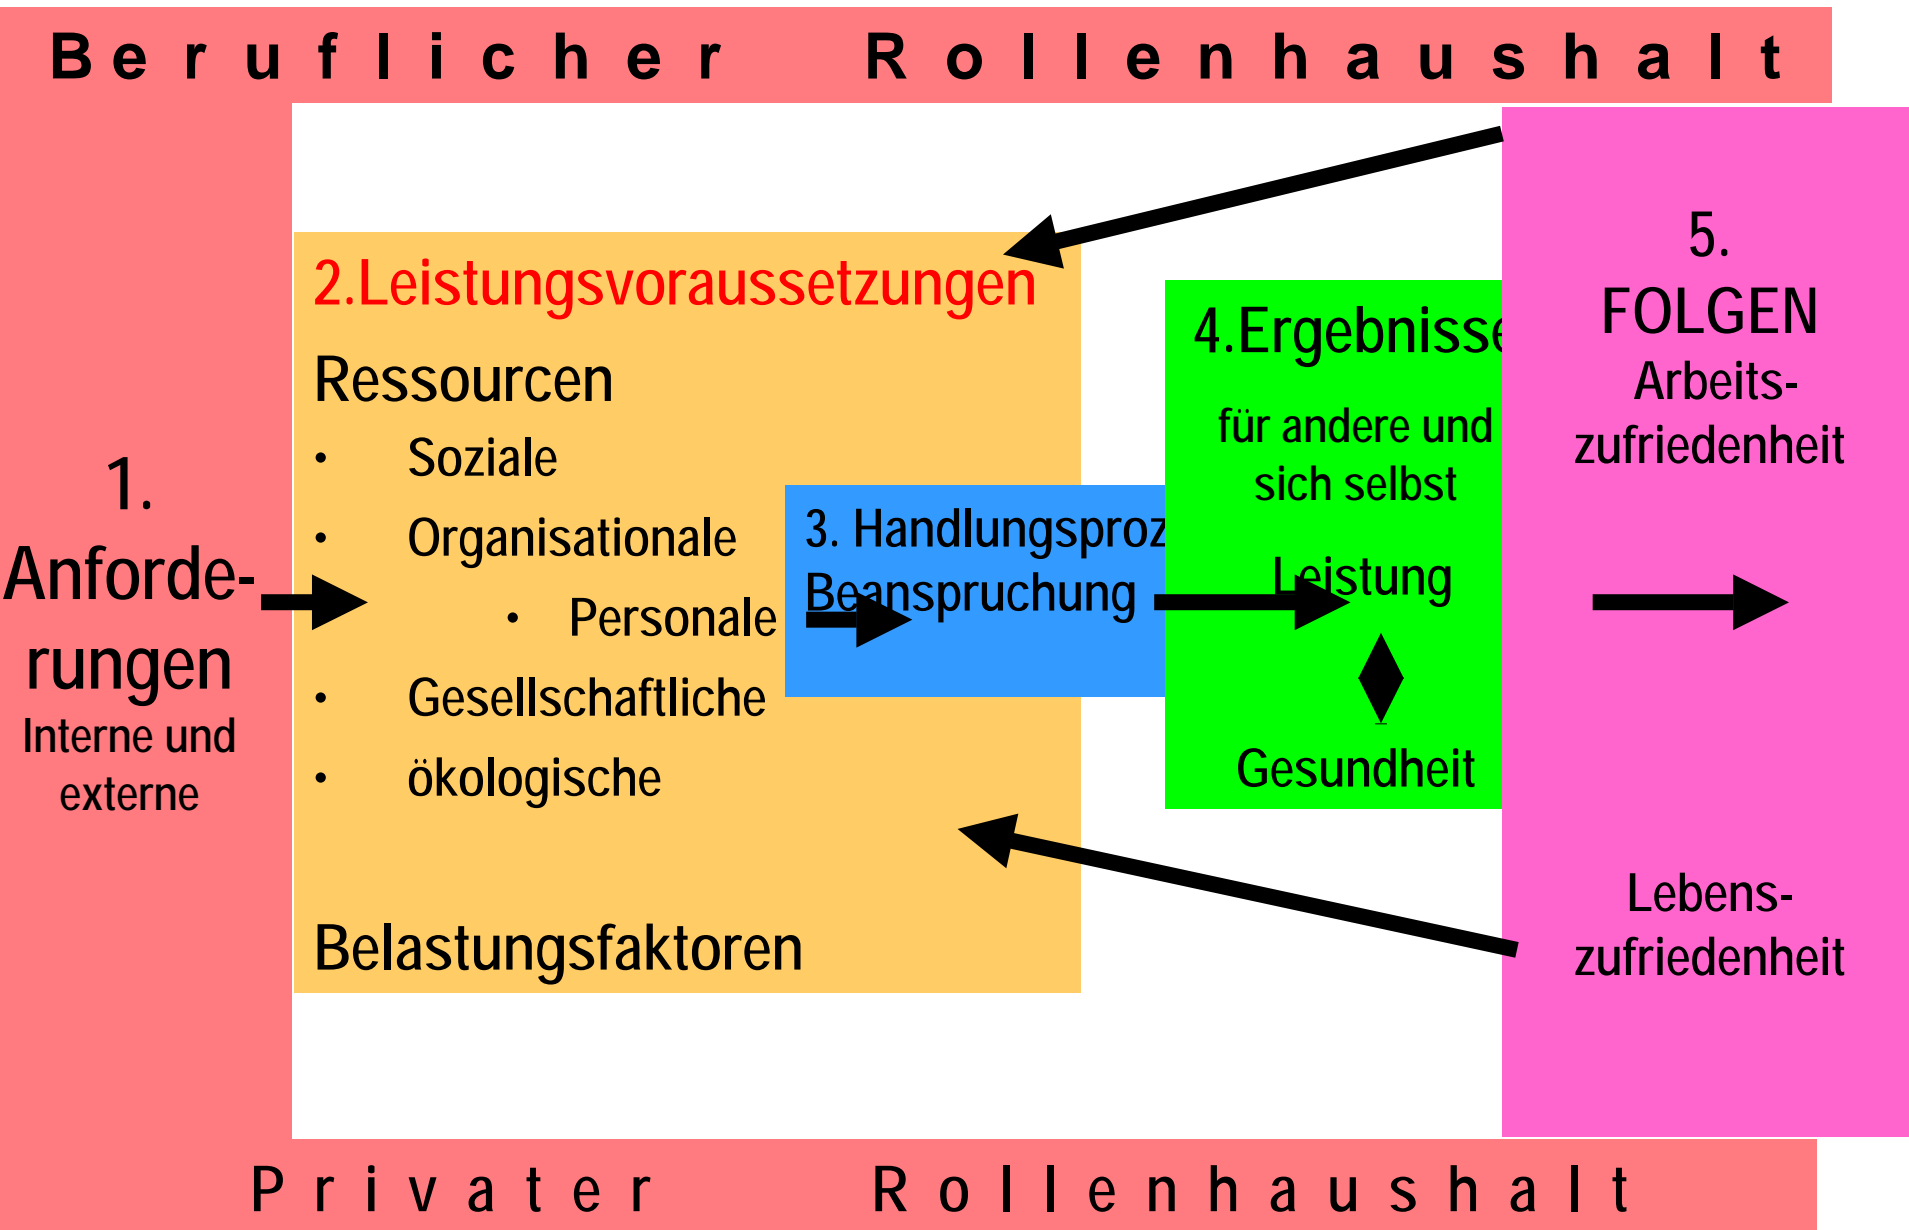 Beruflicher Rollenhaushalt
1.
Anforde-
rungen
Interne und
externe
2.Leistungsvoraussetzungen
Ressourcen
• Soziale
• Organisationale
• Personale
• Gesellschaftliche
• ökologische
Belastungsfaktoren
3. Handlungsproz
Beanspruchung
4.Ergebnisse
für andere und
sich selbst
Leistung
Gesundheit
5.
FOLGEN
Arbeits-
zufriedenheit
Lebens-
zufriedenheit
Privater Rollenhaushalt